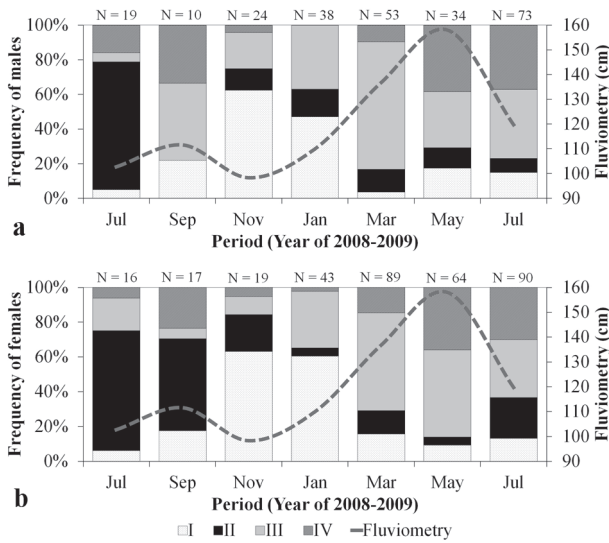 N = 19 N = 10 N = 24 N = 38 N = 53 N = 34 N = 73
Frequency of males
100%
80%
60%
40%
20%
0%
160
150
140
130
120
110
100
90
Fluviometry (cm)
Jul Sep Nov Jan Mar May Jul
a
Period (Year of 2008-2009)
N = 16 N = 17 N = 19 N = 43 N = 89 N = 64 N = 90
Frequency of females
100%
80%
60%
40%
20%
0%
160
150
140
130
120
110
100
90
Fluviometry (cm)
Jul Sep Nov Jan Mar May Jul
b
Period (Year of 2008-2009)
I II III IV Fluviometry